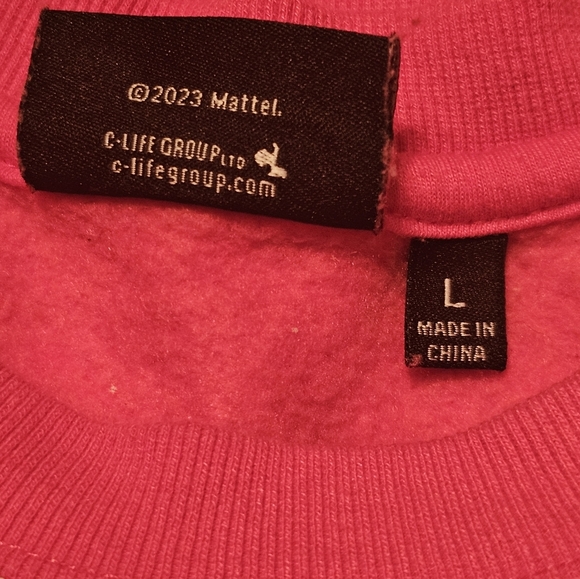 ©2023 Mattel.
C-LIFE GROUP LTD
c-lifegroup.com
L
MADE IN
CHINA